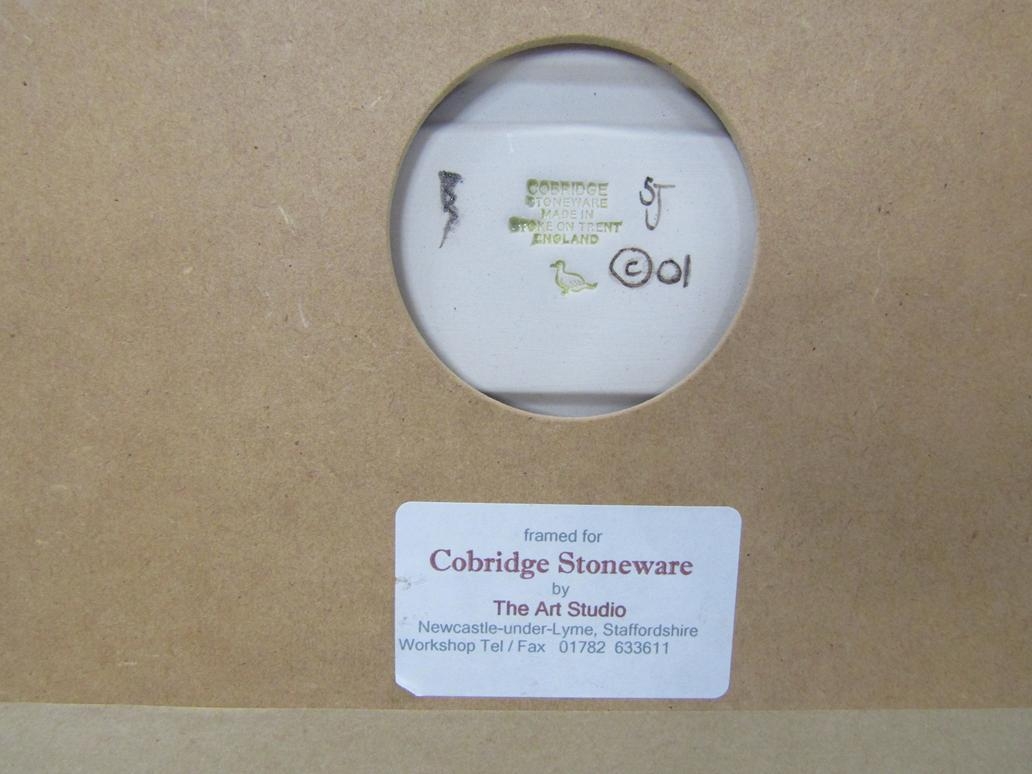 COBRIDGE
STONEWARE
MADE IN
STOKE ON TRENT
ENGLAND
SJ
© 01
framed for
Cobridge Stoneware
by
The Art Studio
Newcastle-under-Lyme, Staffordshire
Workshop Tel / Fax 01782 633611